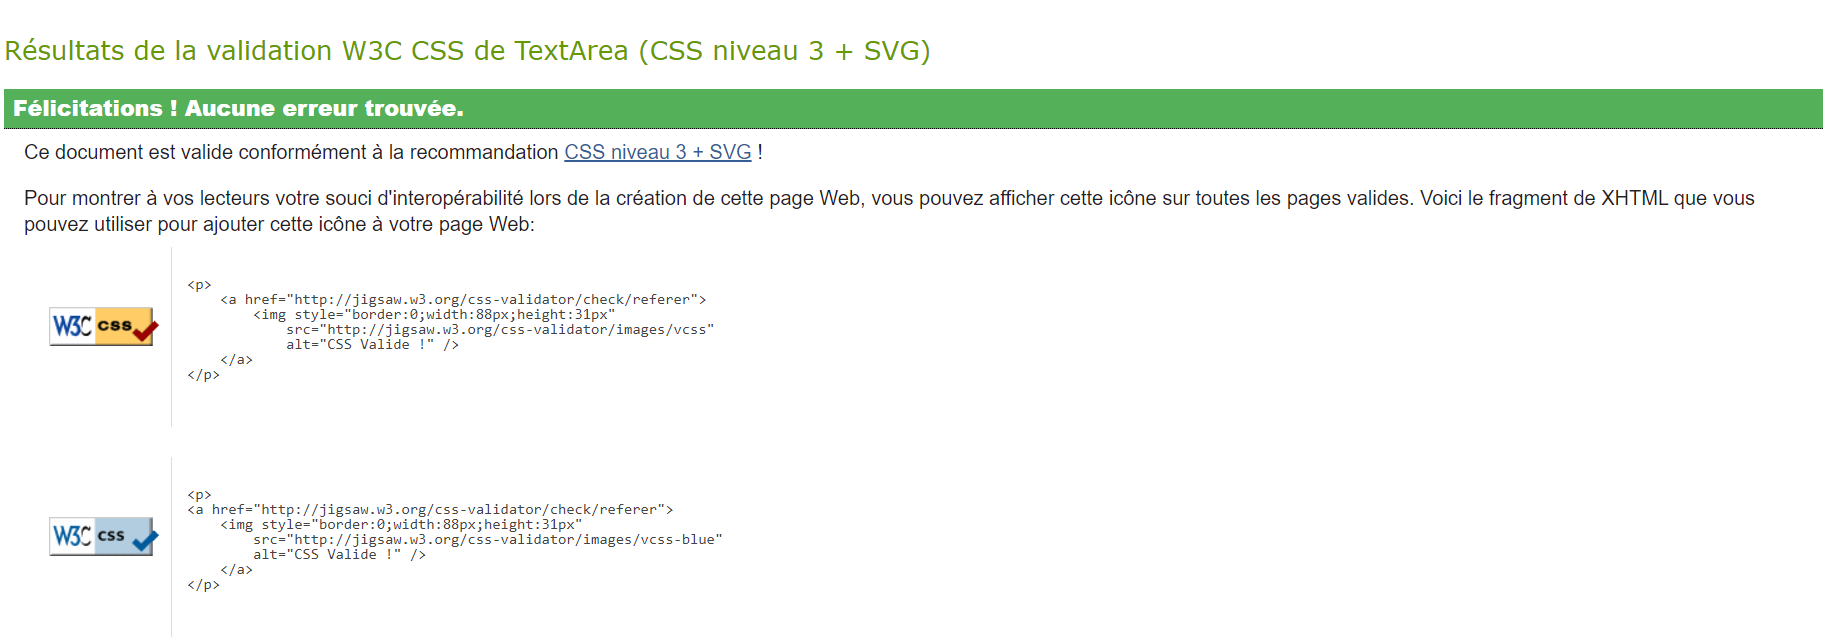 Résultats de la validation W3C CSS de TextArea (CSS niveau 3 + SVG)
Félicitations ! Aucune erreur trouvée.
Ce document est valide conformément à la recommandation CSS niveau 3 + SVG !
Pour montrer à vos lecteurs votre souci d'interopérabilité lors de la création de cette page Web, vous pouvez afficher cette icône sur toutes les pages valides. Voici le fragment de XHTML que vous
pouvez utiliser pour ajouter cette icône à votre page Web:
<p>
<a href="http://jigsaw.w3.org/css-validator/check/referer">
<img style="border:0;width:88px;height:31px"
W3C css
src="http://jigsaw.w3.org/css-validator/images/vcss"
alt="CSS Valide !" />
</a>
</p>
<p>
<a href="http://jigsaw.w3.org/css-validator/check/referer">
<img style="border:0;width:88px;height:31px"
W3C css
src="http://jigsaw.w3.org/css-validator/images/vcss-blue"
alt="CSS Valide !" />
</a>
</p>